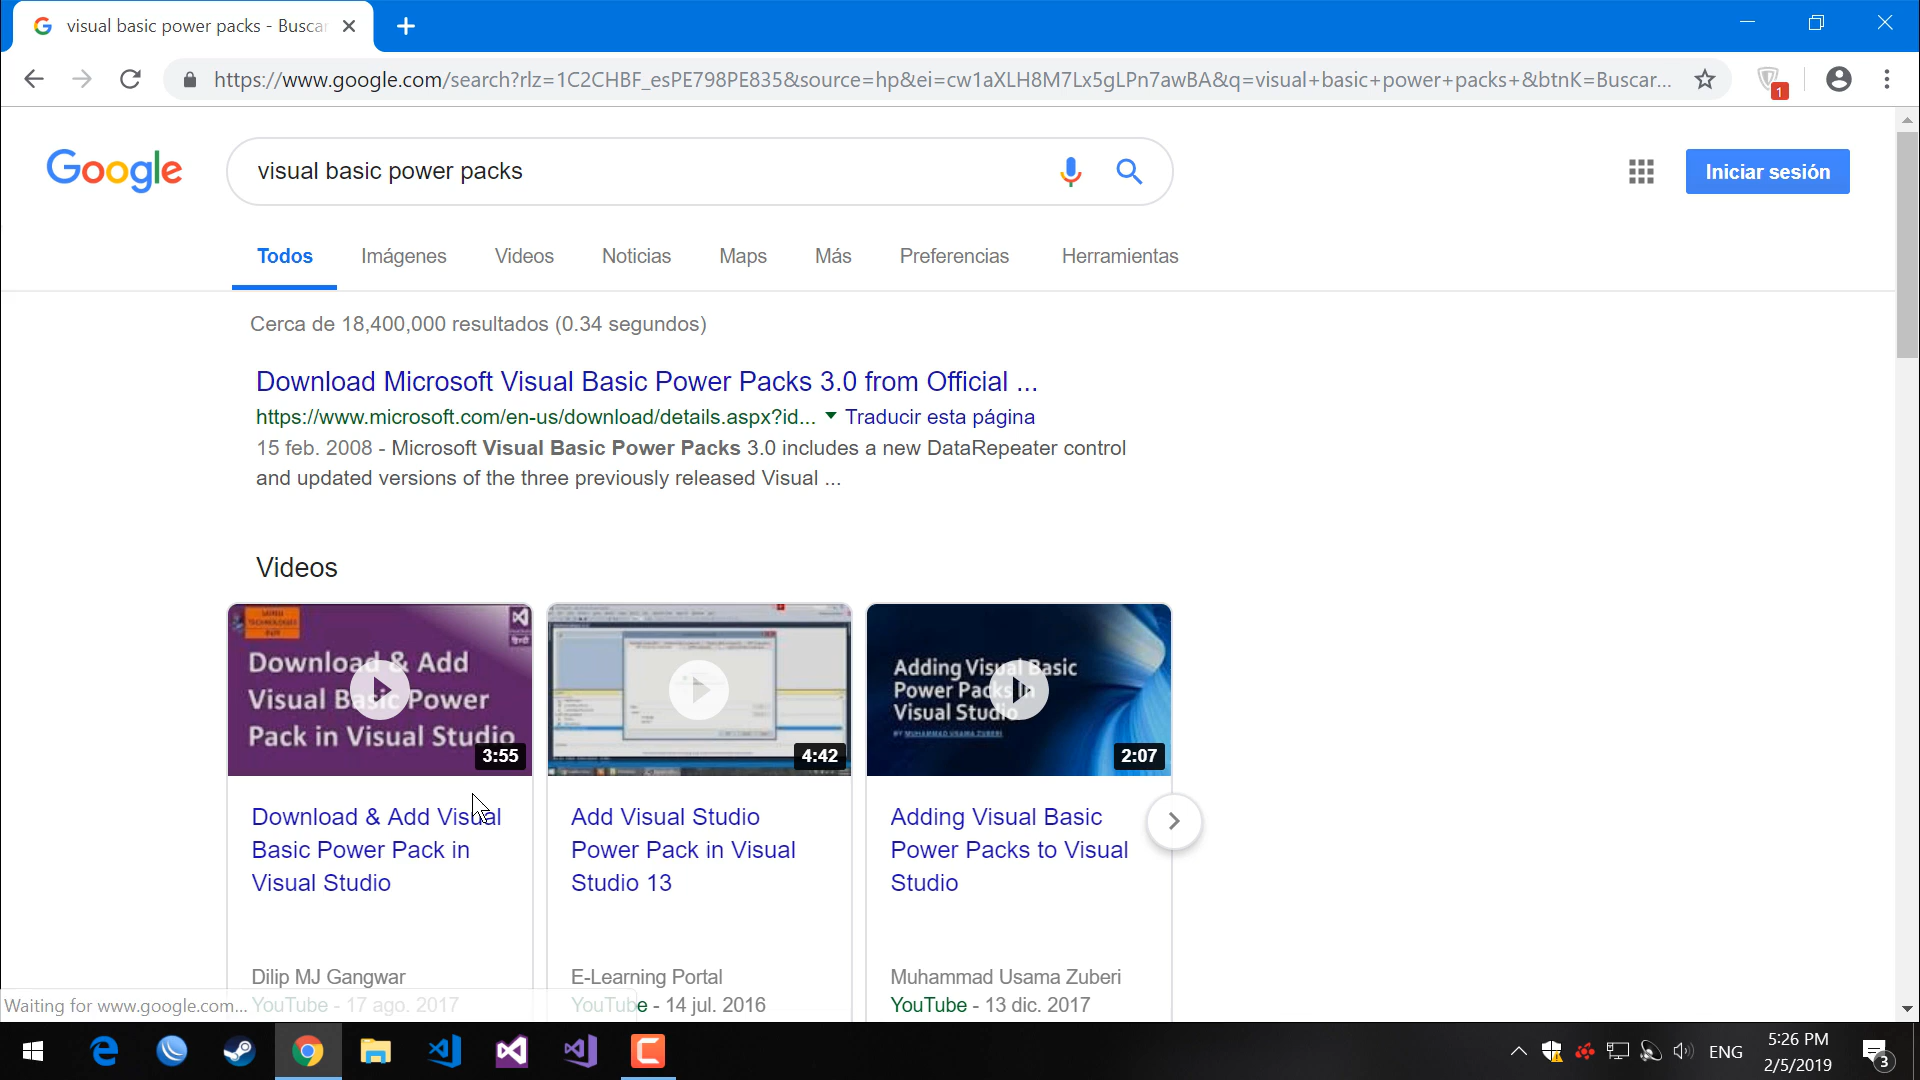 visual basic power packs - Busca
https://www.google.com/search?rlz=1C2CHBF_esPE798PE835&source=hp&ei=cw1aXLH8M7Lx5gLPn7awBA&q=visual+basic+power+packs+&btnK=Buscar...
1
Google
visual basic power packs
Iniciar sesión
Todos Imágenes Videos Noticias Maps Más Preferencias Herramientas
Cerca de 18,400,000 resultados (0.34 segundos)
Download Microsoft Visual Basic Power Packs 3.0 from Official ...
https://www.microsoft.com/en-us/download/details.aspx?id... Traducir esta página
15 feb. 2008 - Microsoft Visual Basic Power Packs 3.0 includes a new DataRepeater control
and updated versions of the three previously released Visual ...
Videos
Download & Add
Visual Basic Power
Pack in Visual Studio
3:55
4:42
Adding Visual Basic
Power Packs in
Visual Studio
BY MUHAMMAD USAMA ZUBERI
2:07
Download & Add Visual
Basic Power Pack in
Visual Studio
Add Visual Studio
Power Pack in Visual
Studio 13
Adding Visual Basic
Power Packs to Visual
Studio
Dilip MJ Gangwar
YouTube - 17 ago. 2017
E-Learning Portal
YouTube - 14 jul. 2016
Muhammad Usama Zuberi
YouTube - 13 dic. 2017
Waiting for www.google.com...
ENG
5:26 PM
2/5/2019
3